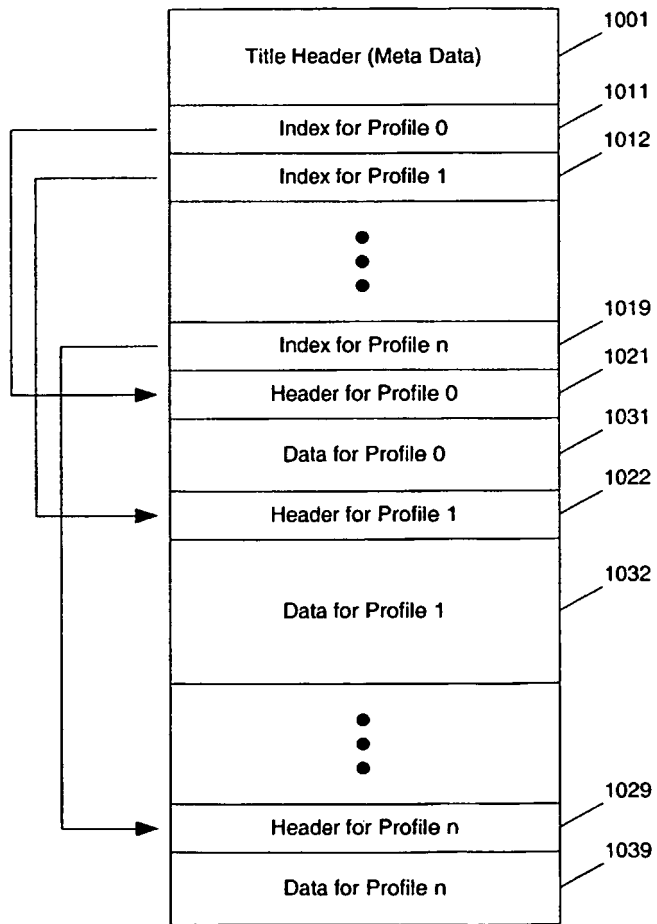 1001
Title Header (Meta Data)
1011
Index for Profile 0
1012
Index for Profile 1
1019
Index for Profile n
1021
Header for Profile 0
1031
Data for Profile 0
1022
Header for Profile 1
1032
Data for Profile 1
1029
Header for Profile n
1039
Data for Profile n